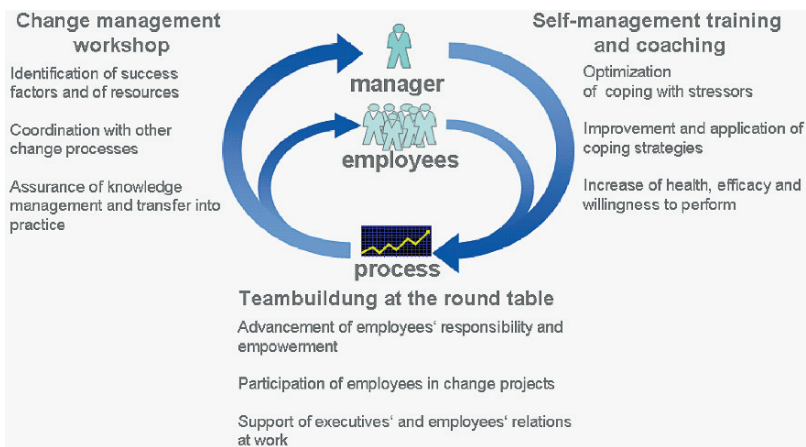 Change management
workshop
Identification of success
factors and of resources
Coordination with other
change processes
Assurance of knowledge
management and transfer into
practice
manager
employees
process
Self-management training
and coaching
Optimization
of coping with stressors
Improvement and application of
coping strategies
Increase of health, efficacy and
willingness to perform
Teambuildung at the round table
Advancement of employees‘ responsibility and
empowerment
Participation of employees in change projects
Support of executives‘ and employees‘ relations
at work